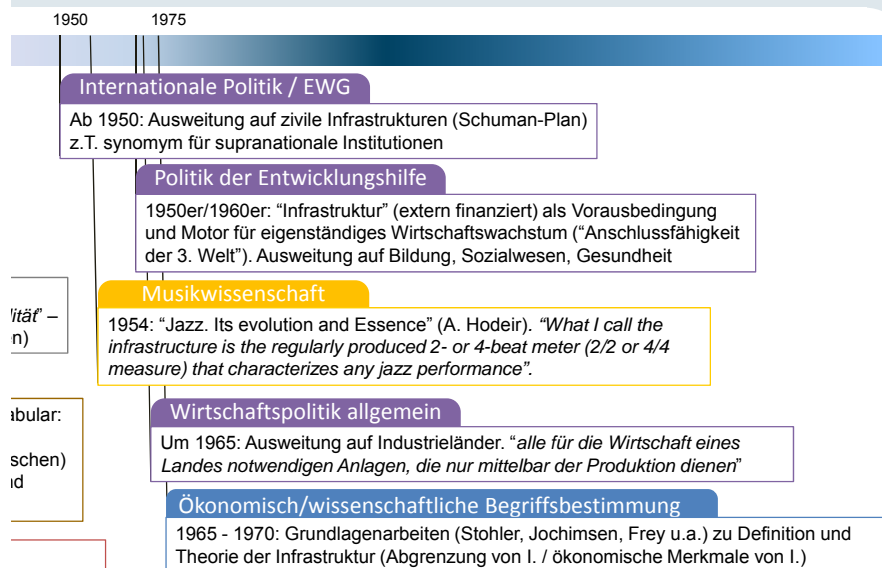 1950 1975
Internationale Politik / EWG
Ab 1950: Ausweitung auf zivile Infrastrukturen (Schuman-Plan)
z.T. synomym für supranationale Institutionen
Politik der Entwicklungshilfe
1950er/1960er: “Infrastruktur” (extern finanziert) als Vorausbedingung
und Motor für eigenständiges Wirtschaftswachstum (“Anschlussfähigkeit
der 3. Welt”). Ausweitung auf Bildung, Sozialwesen, Gesundheit
Musikwissenschaft
1954: “Jazz. Its evolution and Essence” (A. Hodeir). “What I call the
infrastructure is the regularly produced 2- or 4-beat meter (2/2 or 4/4
measure) that characterizes any jazz performance”.
lität” –
n)
Wirtschaftspolitik allgemein
Um 1965: Ausweitung auf Industrieländer. “alle für die Wirtschaft eines
Landes notwendigen Anlagen, die nur mittelbar der Produktion dienen”
abular:
schen)
nd
Ökonomisch/wissenschaftliche Begriffsbestimmung
1965 - 1970: Grundlagenarbeiten (Stohler, Jochimsen, Frey u.a.) zu Definition und
Theorie der Infrastruktur (Abgrenzung von I. / ökonomische Merkmale von I.)